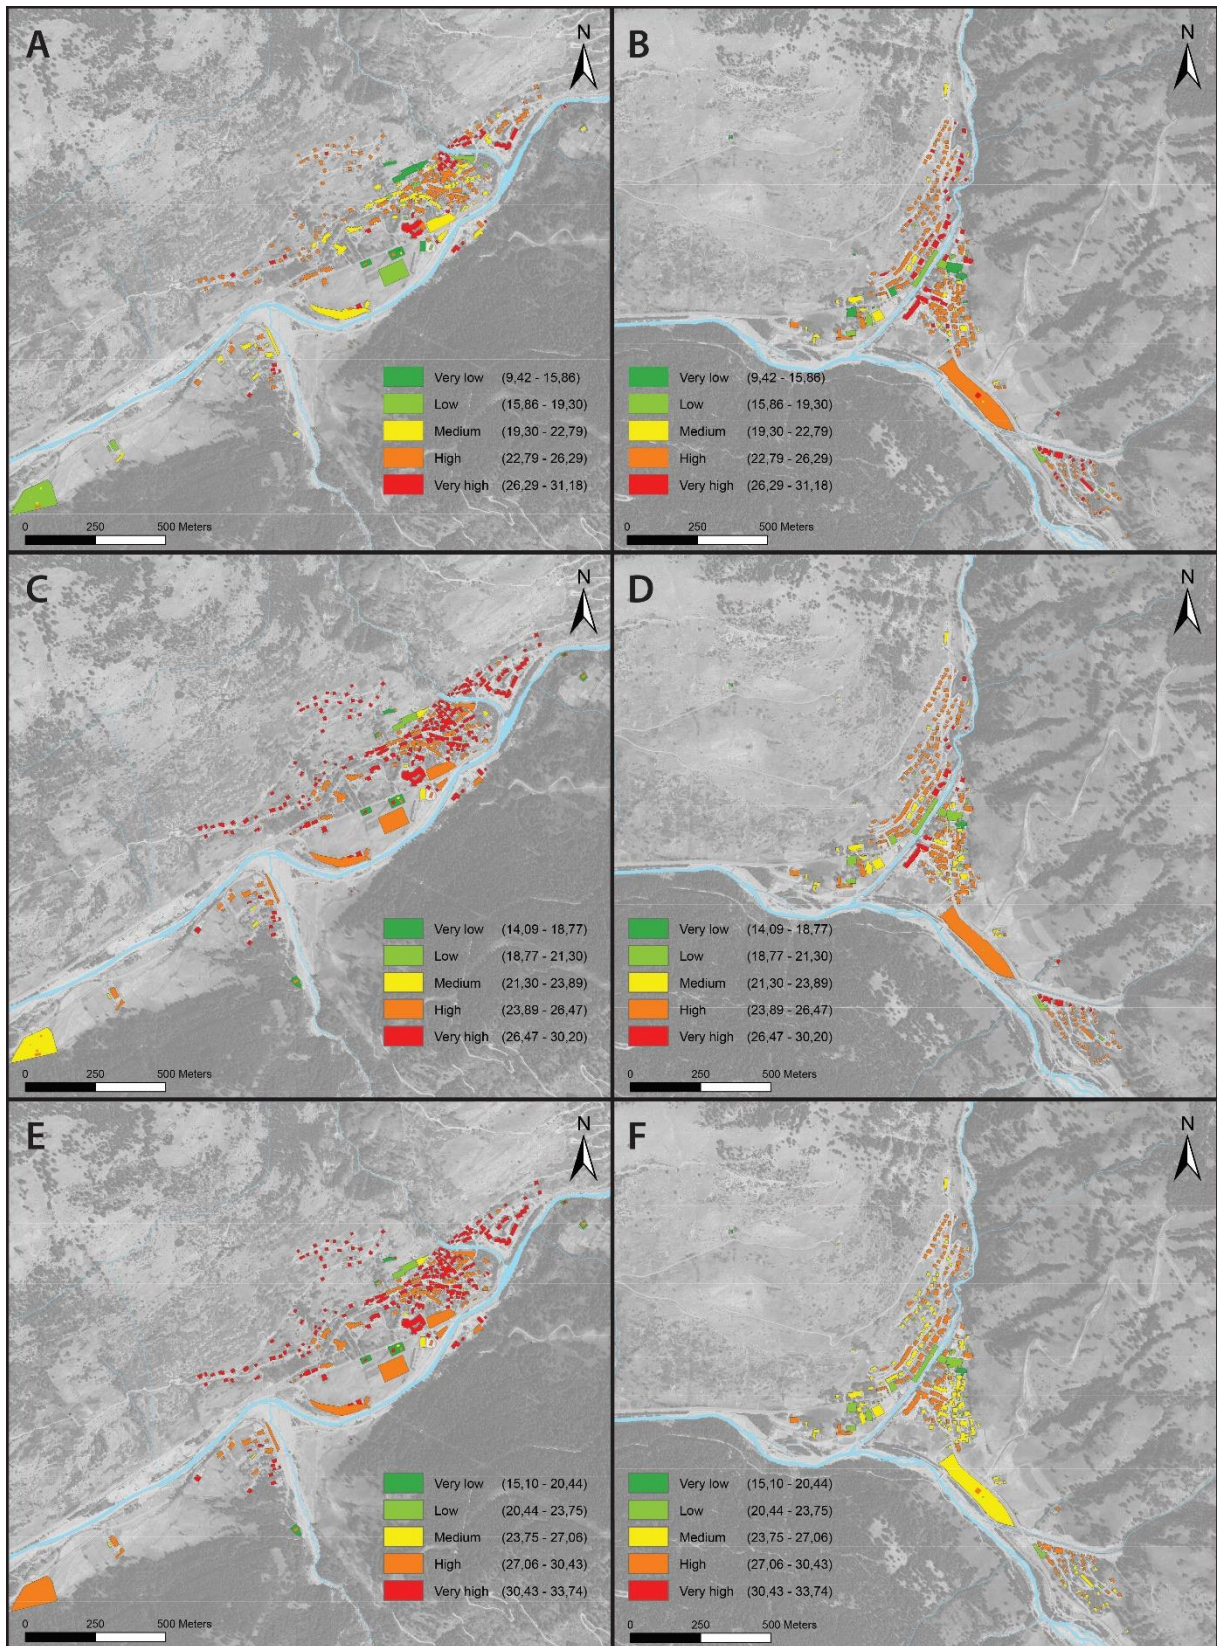 A
N
Very low (9,42 - 15,86)
Low (15,86 - 19,30)
Medium (19,30 - 22,79)
High (22,79 - 26,29)
Very high (26,29 - 31,18)
0 250 500 Meters
B
N
Very low (9,42 - 15,86)
Low (15,86 - 19,30)
Medium (19,30 - 22,79)
High (22,79 - 26,29)
Very high (26,29 - 31,18)
0 250 500 Meters
C
N
Very low (14,09 - 18,77)
Low (18,77 - 21,30)
Medium (21,30 - 23,89)
High (23,89 - 26,47)
Very high (26,47 - 30,20)
0 250 500 Meters
D
N
Very low (14,09 - 18,77)
Low (18,77 - 21,30)
Medium (21,30 - 23,89)
High (23,89 - 26,47)
Very high (26,47 - 30,20)
0 250 500 Meters
E
N
Very low (15,10 - 20,44)
Low (20,44 - 23,75)
Medium (23,75 - 27,06)
High (27,06 - 30,43)
Very high (30,43 - 33,74)
0 250 500 Meters
F
N
Very low (15,10 - 20,44)
Low (20,44 - 23,75)
Medium (23,75 - 27,06)
High (27,06 - 30,43)
Very high (30,43 - 33,74)
0 250 500 Meters